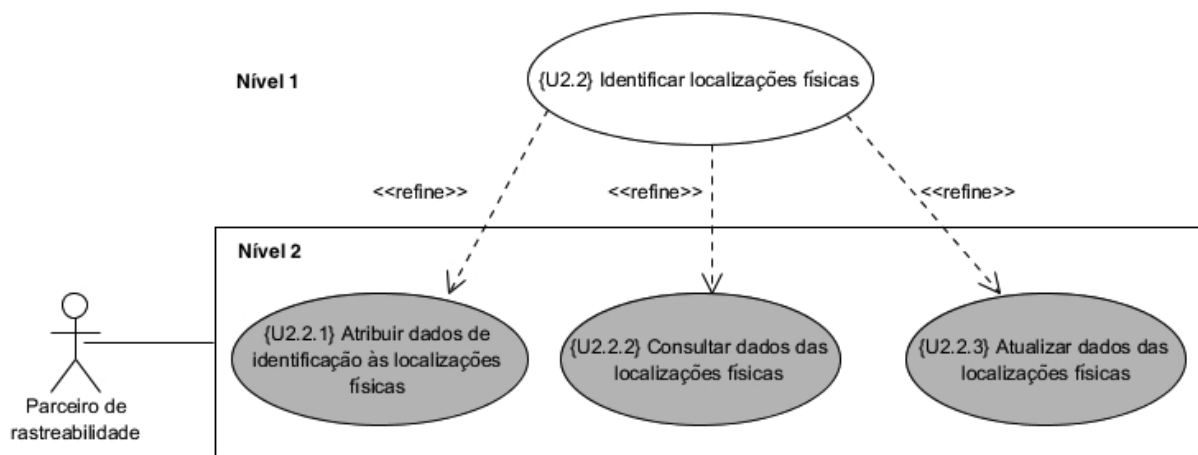 Nível 1
{U2.2} Identificar localizações físicas
<<refine>>
<<refine>>
<<refine>>
Nível 2
{U2.2.1} Atribuir dados de
identificação às localizações
físicas
{U2.2.2} Consultar dados das
localizações físicas
{U2.2.3} Atualizar dados das
localizações físicas
Parceiro de
rastreabilidade